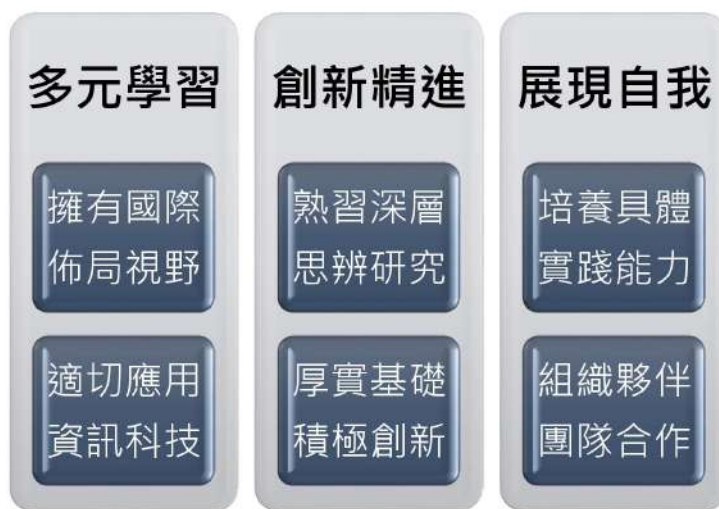 多元學習
擁有國際
佈局視野
適切應用
資訊科技
創新精進
熟習深層
思辨研究
厚實基礎
積極創新
展現自我
培養具體
實踐能力
組織夥伴
團隊合作